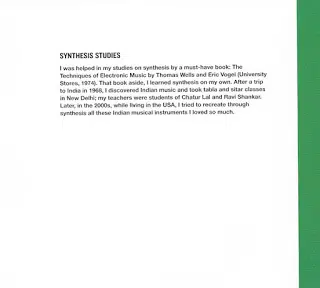 SYNTHESIS STUDIES
I was helped in my studies on synthesis by a must-have book: The
Techniques of Electronic Music by Thomas Wells and Eric Vogel (University
Stores, 1974). That book aside, I learned synthesis on my own. After a trip
to India in 1968, I discovered Indian music and took tabla and sitar classes
in New Delhi; my teachers were students of Chatur Lal and Ravi Shankar.
Later, in the 2000s, while living in the USA, I tried to recreate through
synthesis all these Indian musical instruments I loved so much.